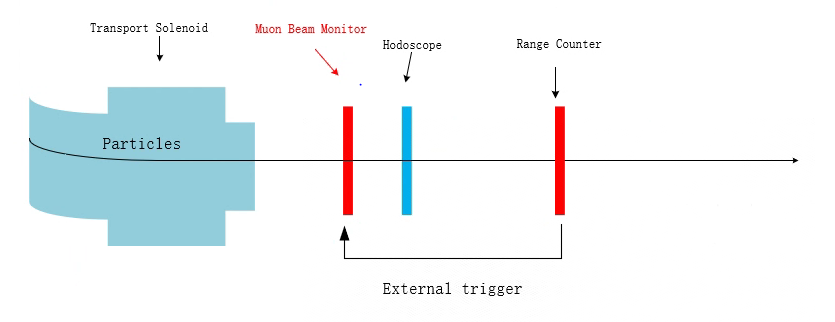 Transport Solenoid
Muon Beam Monitor
Hodoscope
Range Counter
Particles
External trigger